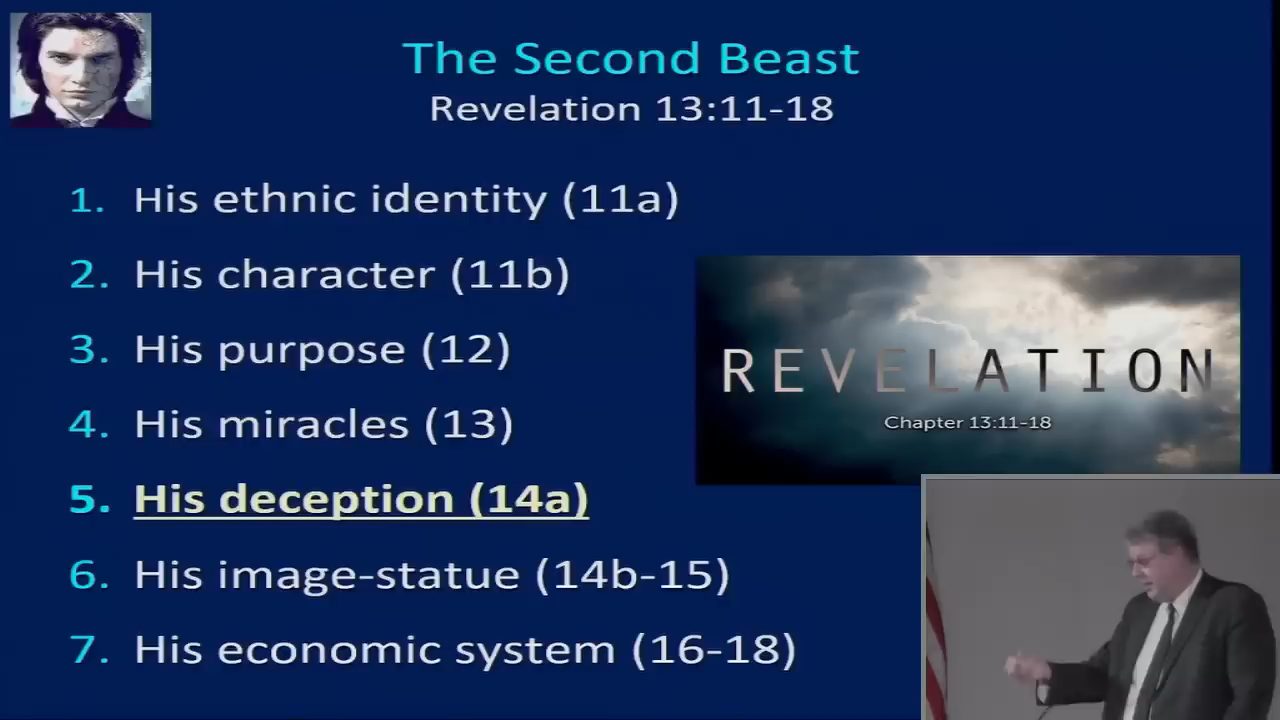 The Second Beast
Revelation 13:11-18
1. His ethnic identity (11a)
2. His character (11b)
3. His purpose (12)
4. His miracles (13)
5. His deception (14a)
6. His image-statue (14b-15)
7. His economic system (16-18)
REVELATION
Chapter 13:11-18